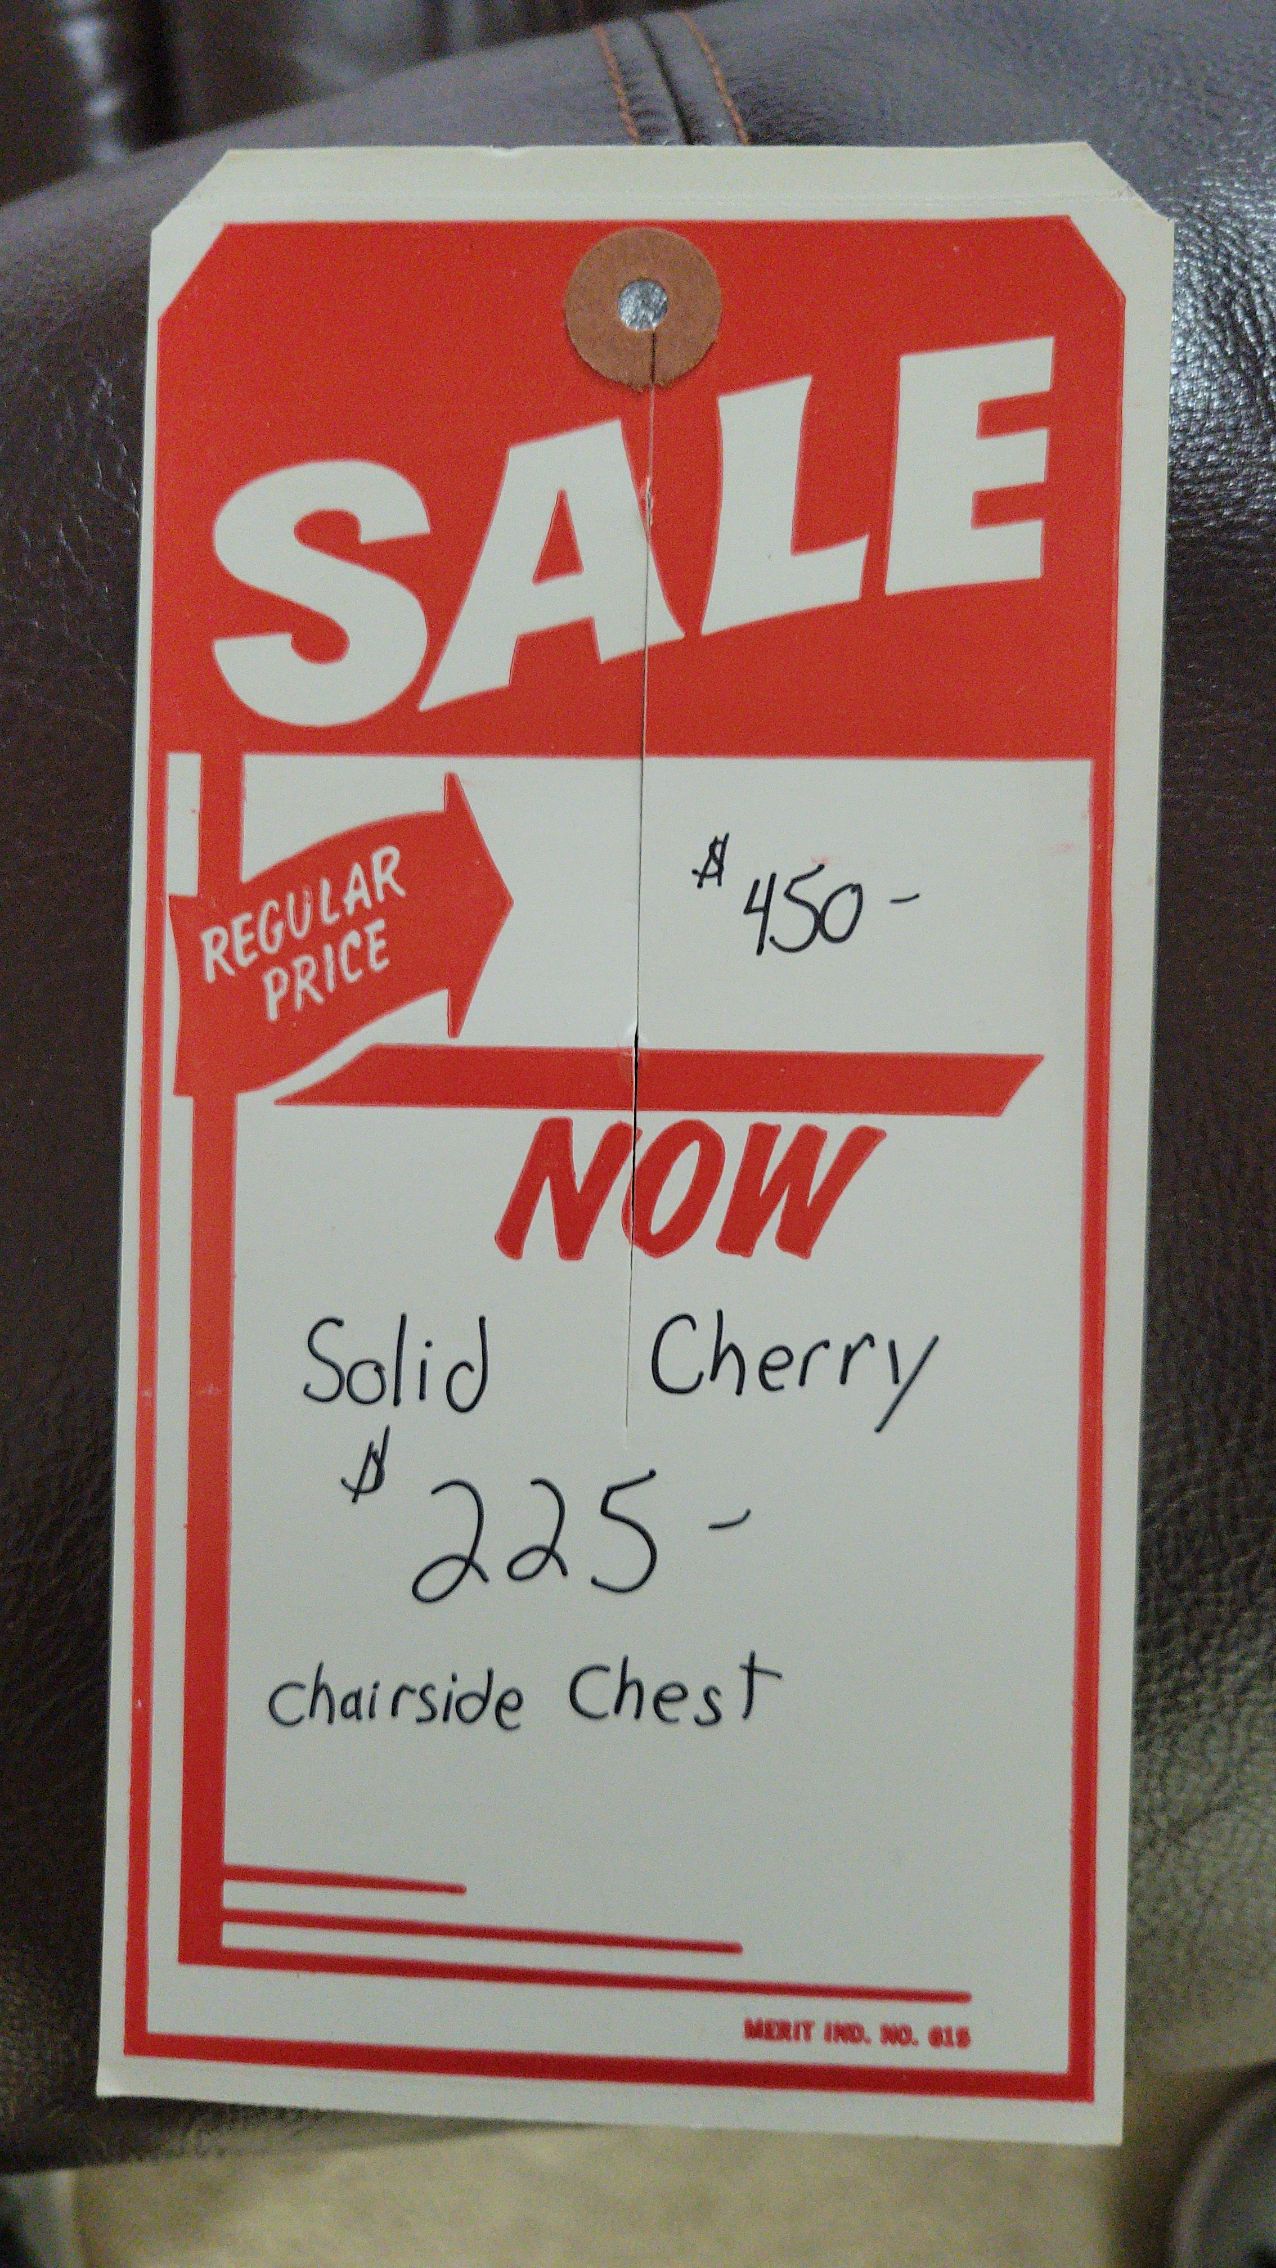 SALE
REGULAR
PRICE
$450-
NOW
Solid Cherry
$225-
Chairside Chest
MERIT IND. NO. 615